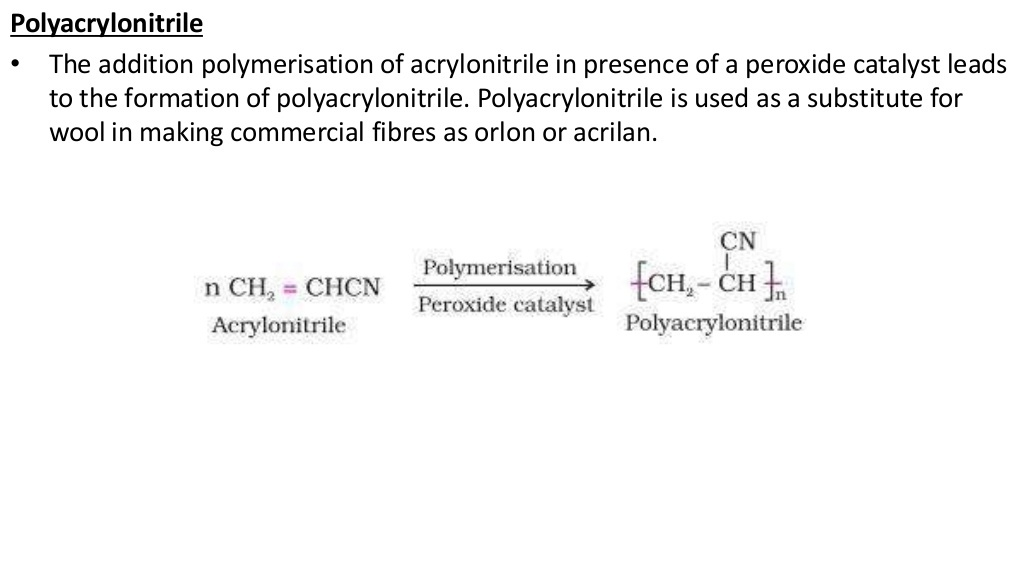 Polyacrylonitrile
• The addition polymerisation of acrylonitrile in presence of a peroxide catalyst leads
to the formation of polyacrylonitrile. Polyacrylonitrile is used as a substitute for
wool in making commercial fibres as orlon or acrilan.
n CH₂ = CHCN
Acrylonitrile
Polymerisation
Peroxide catalyst
CN
[CH₂ – CH]n
Polyacrylonitrile